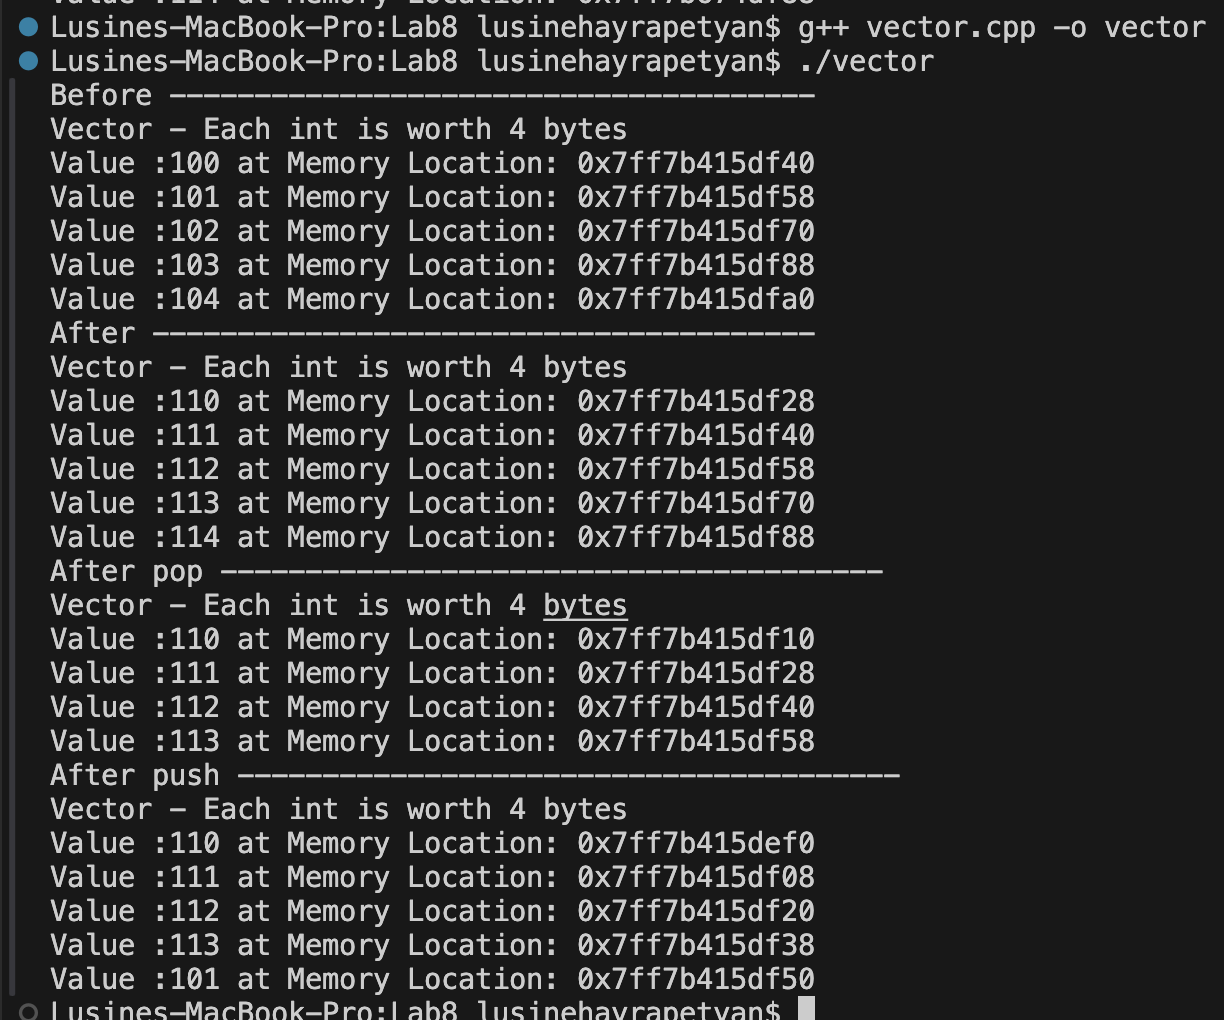 Lusines-MacBook-Pro:Lab8 lusinehayrapetyan$ g++ vector.cpp -o vector
Lusines-MacBook-Pro:Lab8 lusinehayrapetyan$ ./vector
Before --------------------------------------
Vector - Each int is worth 4 bytes
Value :100 at Memory Location: 0x7ff7b415df40
Value :101 at Memory Location: 0x7ff7b415df58
Value :102 at Memory Location: 0x7ff7b415df70
Value :103 at Memory Location: 0x7ff7b415df88
Value :104 at Memory Location: 0x7ff7b415dfa0
After ---------------------------------------
Vector - Each int is worth 4 bytes
Value :110 at Memory Location: 0x7ff7b415df28
Value :111 at Memory Location: 0x7ff7b415df40
Value :112 at Memory Location: 0x7ff7b415df58
Value :113 at Memory Location: 0x7ff7b415df70
Value :114 at Memory Location: 0x7ff7b415df88
After pop ---------------------------------------
Vector - Each int is worth 4 bytes
Value :110 at Memory Location: 0x7ff7b415df10
Value :111 at Memory Location: 0x7ff7b415df28
Value :112 at Memory Location: 0x7ff7b415df40
Value :113 at Memory Location: 0x7ff7b415df58
After push ---------------------------------------
Vector - Each int is worth 4 bytes
Value :110 at Memory Location: 0x7ff7b415def0
Value :111 at Memory Location: 0x7ff7b415df08
Value :112 at Memory Location: 0x7ff7b415df20
Value :113 at Memory Location: 0x7ff7b415df38
Value :101 at Memory Location: 0x7ff7b415df50
Lusines-MacBook-Pro:Lab8 lusinehayrapetyan$